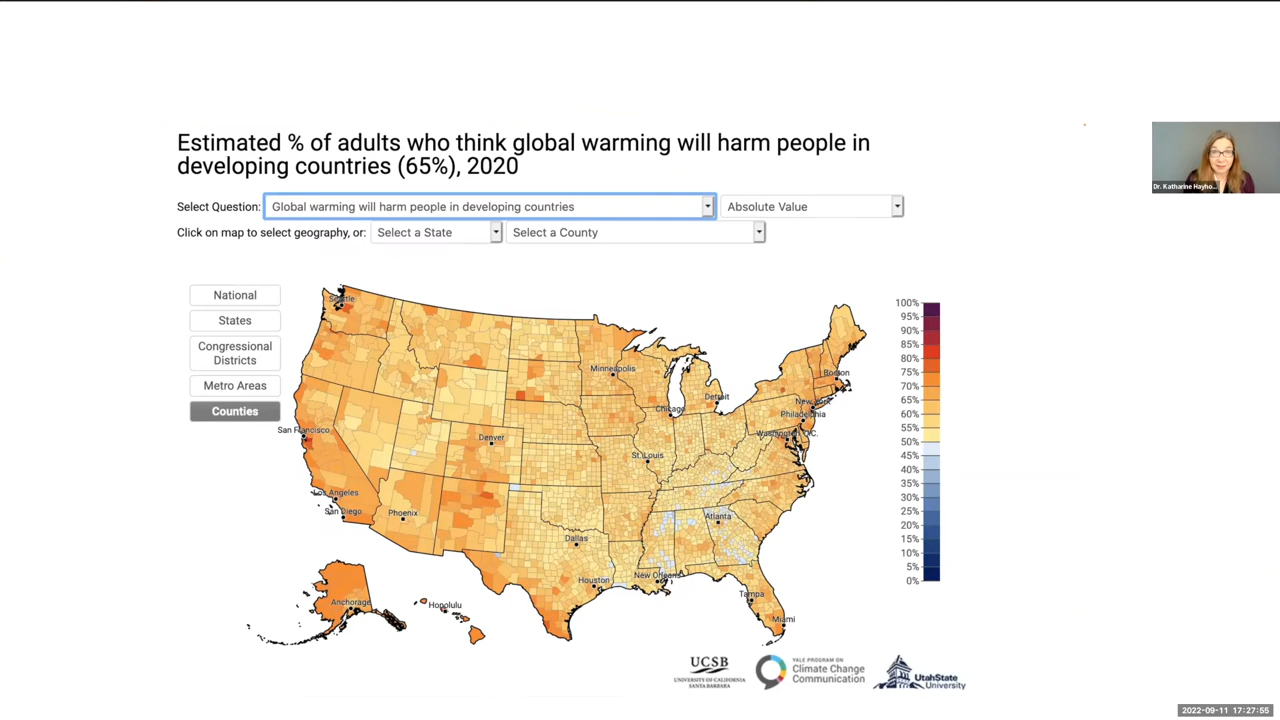 Estimated % of adults who think global warming will harm people in
developing countries (65%), 2020
Dr. Katharine Hayho...
Select Question: Global warming will harm people in developing countries Absolute Value
Click on map to select geography, or: Select a State Select a County
National
States
Congressional
Districts
Metro Areas
Counties
Seattle
Minneapolis
Boston
Detroit
New York
Chicago
Philadelphia
San Francisco
Denver
Washington, D.C.
St. Louis
Los Angeles
San Diego
Phoenix
Atlanta
Dallas
Houston
New Orleans
Tampa
Anchorage
Honolulu
Miami
100%
95%
90%
85%
80%
75%
70%
65%
60%
55%
50%
45%
40%
35%
30%
25%
20%
15%
10%
5%
0%
UCSB
UNIVERSITY OF CALIFORNIA
SANTA BARBARA
YALE PROGRAM ON
Climate Change
Communication
UtahState
University
2022-09-11 17:27:55